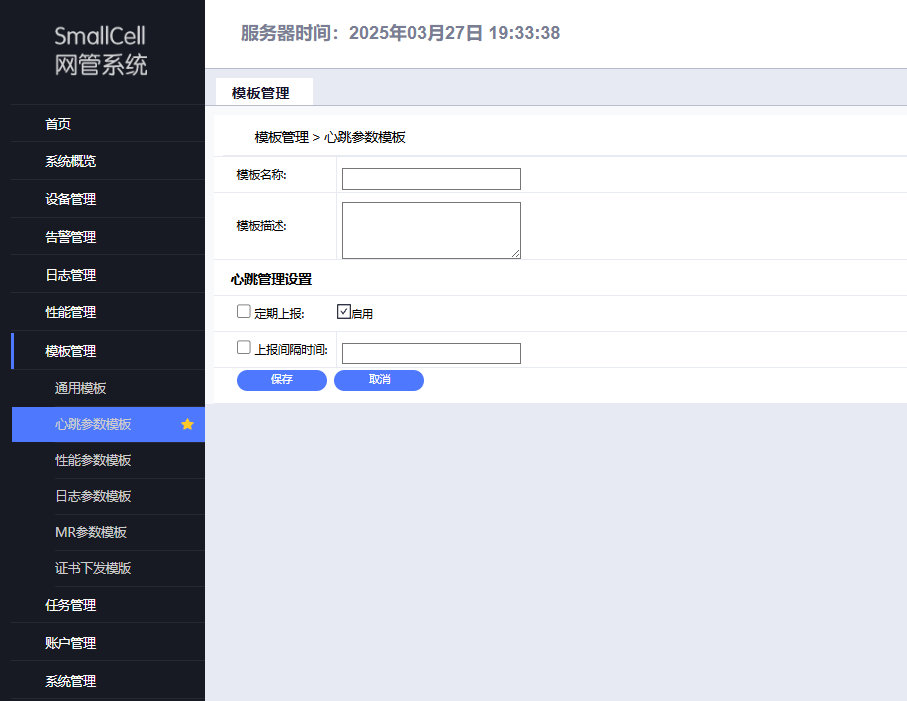 SmallCell
网管系统
首页
系统概览
设备管理
告警管理
日志管理
性能管理
模板管理
通用模板
心跳参数模板
性能参数模板
日志参数模板
MR参数模板
证书下发模版
任务管理
账户管理
系统管理
服务器时间：2025年03月27日 19:33:38
模板管理
模板管理 > 心跳参数模板
模板名称:
模板描述:
心跳管理设置
定期上报: 启用
上报间隔时间:
保存 取消